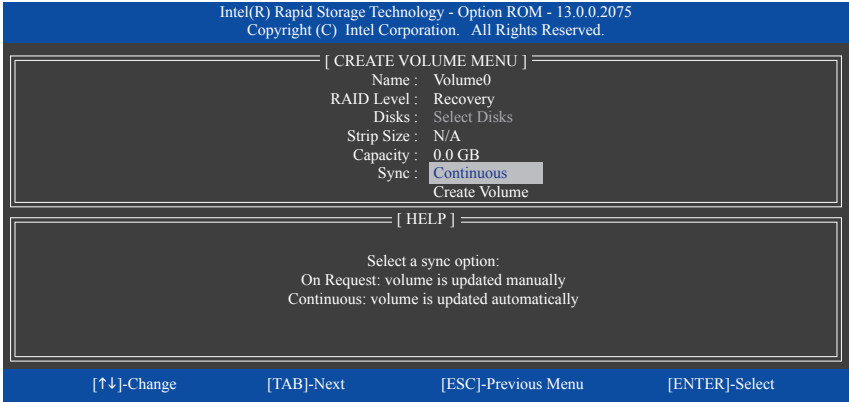 Intel(R) Rapid Storage Technology - Option ROM - 13.0.0.2075
Copyright (C) Intel Corporation. All Rights Reserved.
[ CREATE VOLUME MENU ]
Name : Volume0
RAID Level : Recovery
Disks : Select Disks
Strip Size : N/A
Capacity : 0.0 GB
Sync : Continuous
Create Volume
[ HELP ]
Select a sync option:
On Request: volume is updated manually
Continuous: volume is updated automatically
[↑↓]-Change [TAB]-Next [ESC]-Previous Menu [ENTER]-Select